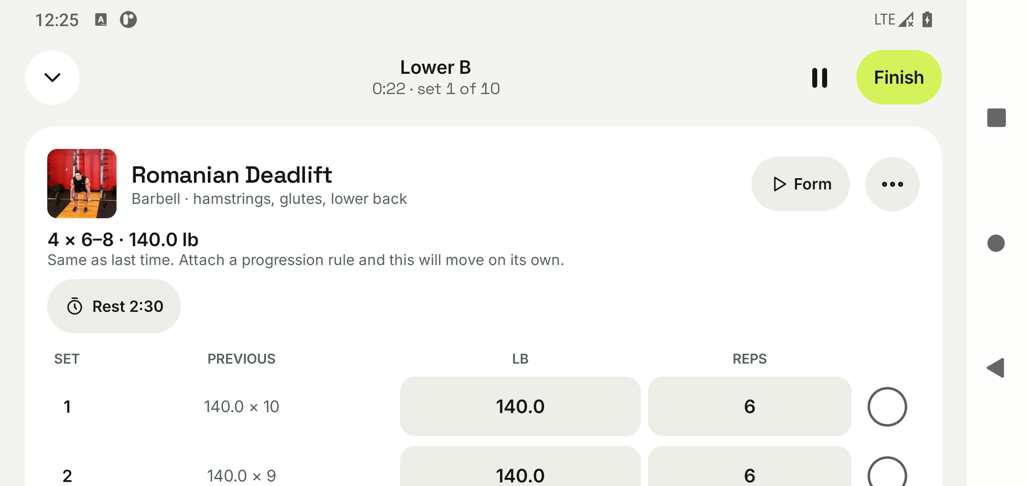 12:25
LTE
Lower B
0:22 · set 1 of 10
Finish
Romanian Deadlift
Barbell · hamstrings, glutes, lower back
Form
4 × 6–8 · 140.0 lb
Same as last time. Attach a progression rule and this will move on its own.
Rest 2:30
SET PREVIOUS LB REPS
1 140.0 × 10 140.0 6
2 140.0 × 9 140.0 6